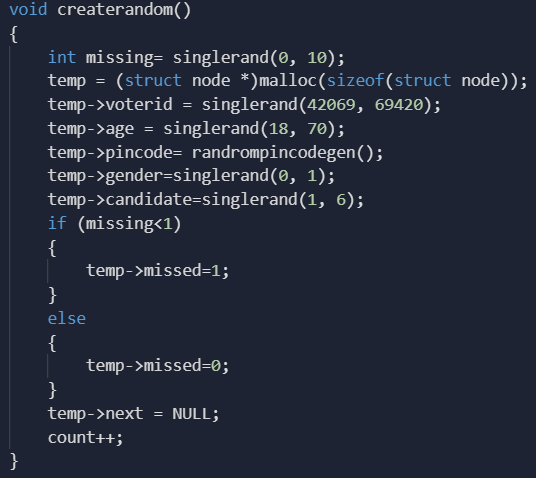 void createrandom()
{
    int missing= singlerand(0, 10);
    temp = (struct node *)malloc(sizeof(struct node));
    temp->voterid = singlerand(42069, 69420);
    temp->age = singlerand(18, 70);
    temp->pincode= randrompincodegen();
    temp->gender=singlerand(0, 1);
    temp->candidate=singlerand(1, 6);
    if (missing<1)
    {
        temp->missed=1;
    }
    else
    {
        temp->missed=0;
    }
    temp->next = NULL;
    count++;
}